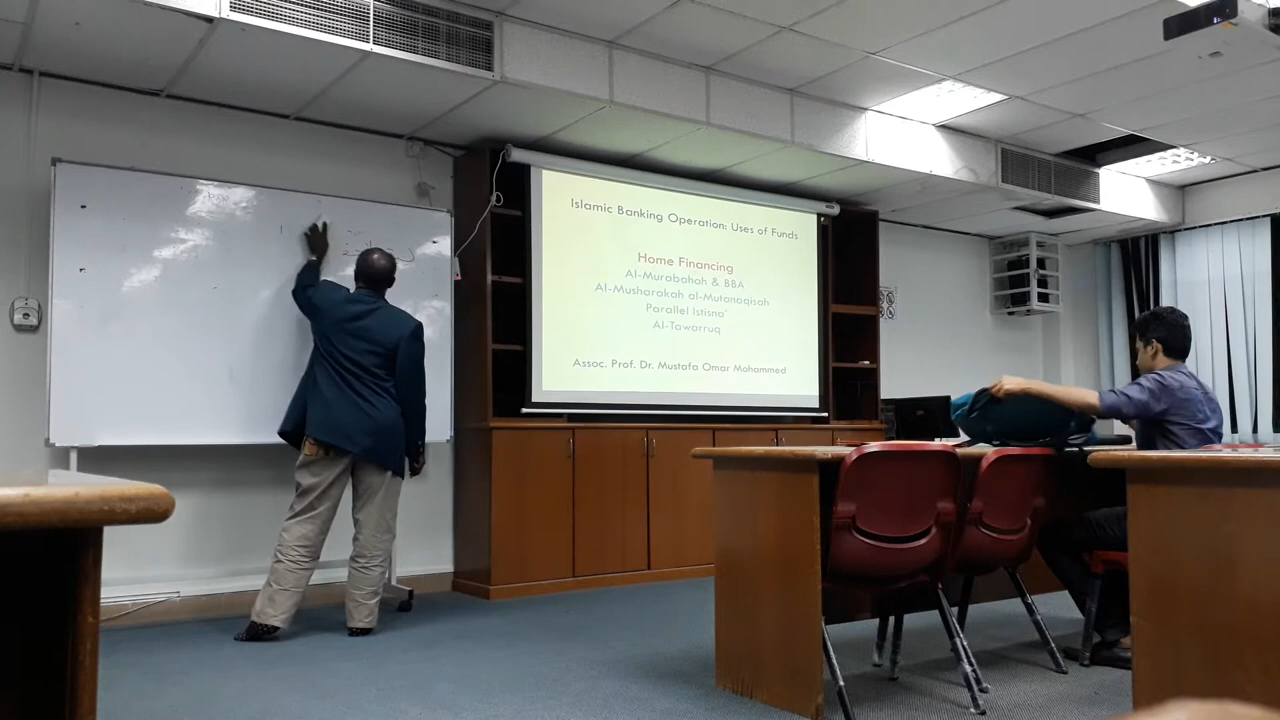 Islamic Banking Operation: Uses of Funds
Home Financing
Al-Murabahah & BBA
Al-Musharakah al-Mutanaqisah
Parallel Istisna'
Al-Tawarruq
Assoc. Prof. Dr. Mustafa Omar Mohammed